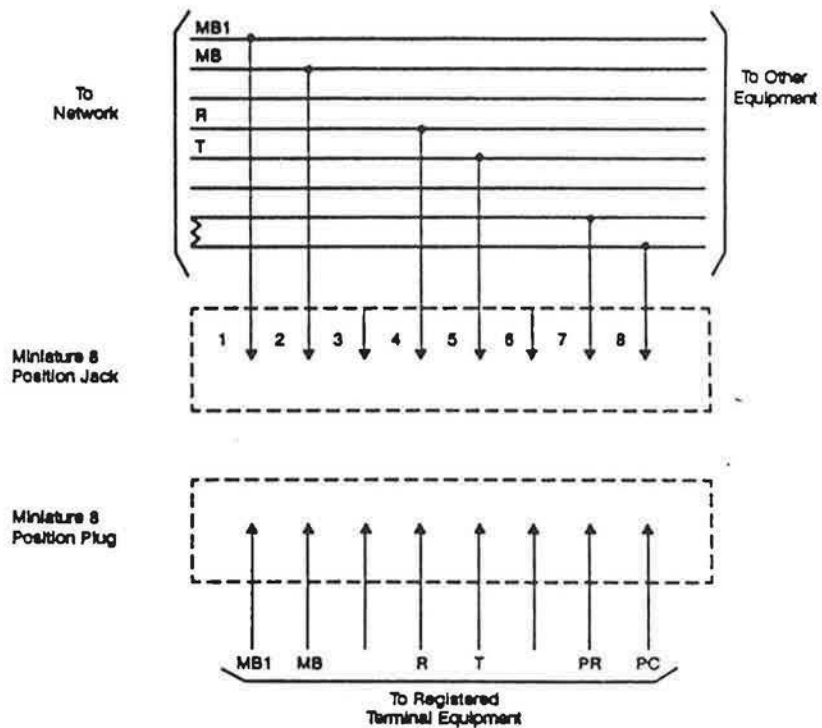 MB1
MB
To
Network
R
T
To Other
Equipment
1 2 3 4 5 6 7 8
Miniature 8
Position Jack
Miniature 8
Position Plug
MB1 MB R T PR PC
To Registered
Terminal Equipment